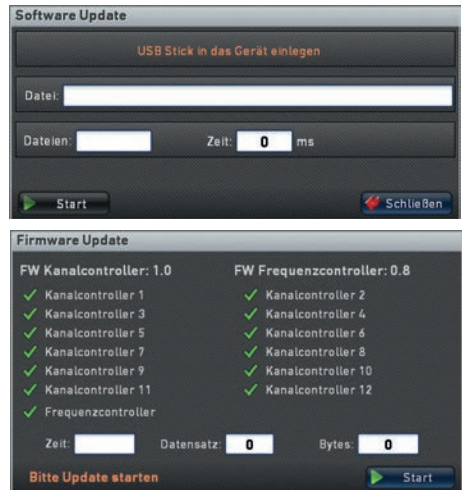 Software Update
USB Stick in das Gerät einlegen
Datei:
Dateien: Zeit: 0 ms
Start Schließen
Firmware Update
FW Kanalcontroller: 1.0 FW Frequenzcontroller: 0.8
Kanalcontroller 1 Kanalcontroller 2
Kanalcontroller 3 Kanalcontroller 4
Kanalcontroller 5 Kanalcontroller 6
Kanalcontroller 7 Kanalcontroller 8
Kanalcontroller 9 Kanalcontroller 10
Kanalcontroller 11 Kanalcontroller 12
Frequenzcontroller
Zeit: Datensatz: 0 Bytes: 0
Bitte Update starten Start